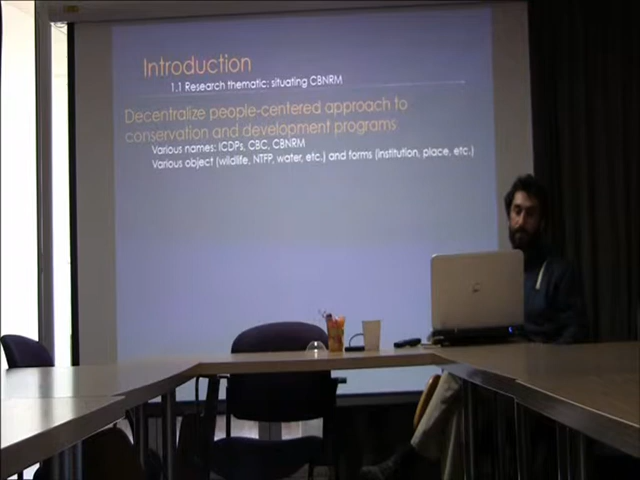 Introduction
1.1 Research thematic: situating CBNRM
Decentralize people-centered approach to
conservation and development programs
Various names: ICDPs, CBC, CBNRM
Various object (wildlife, NTFP, water, etc.) and forms (institution, place, etc.)